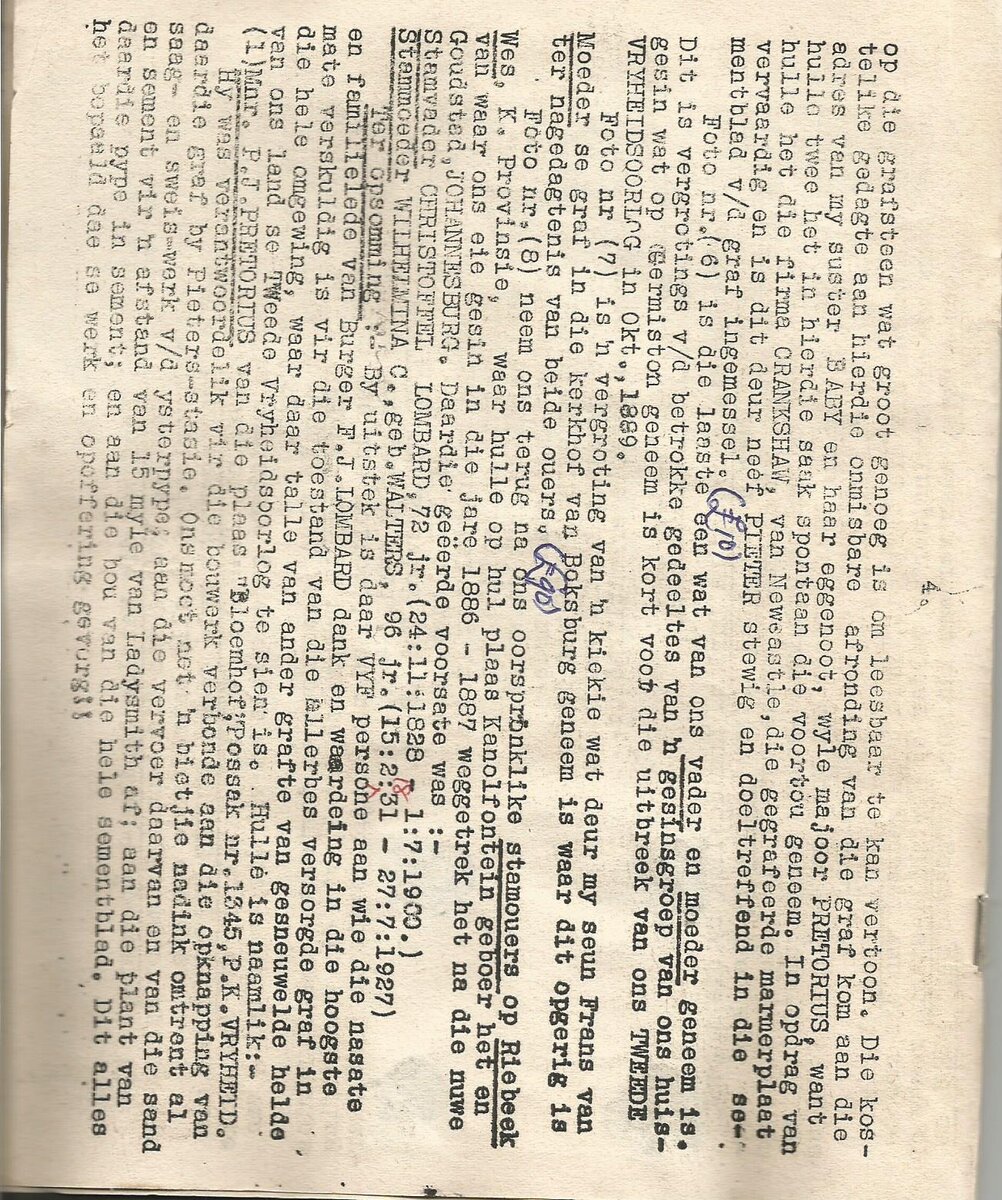 4.
op die grafsteen wat groot genoeg is om leesbaar te kan vertoon. Die kos-
telike gedagte aan hierdie onmisbare afronding van die graf kom aan die
adres van my suster BABY en haar eggenoot, wyle majoor PRETORIUS, want
hulle twee het in hierdie saak spontaan die voortou geneem. In opdrag van
hulle het die firma CRANKSHAW, van Newcastle, die gegrafeerde marmerplaat
vervaardig en is dit deur neef PIETER stewig en doeltreffend in die se-
mentblad v/d graf ingemessel. (£10)
Foto nr.(6) is die laaste een wat van ons vader en moeder geneem is.
Dit is vergrotings v/d betrokke gedeeltes van 'n gesinsgroep van ons huis-
gesin wat op Germiston geneem is kort voor die uitbreek van ons TWEEDE
VRYHEIDSOORLOG in Okt.,1889.
Foto nr (7) is 'n vergroting van 'n kiekie wat deur my seun Frans van
Moeder se graf in die kerkhof van Boksburg geneem is waar dit opgerig is
ter nagedagtenis van beide ouers.
Foto nr.(8) neem ons terug na ons oorspronklike stamouers op Riebeek
Wes, K. Provinsie, waar hulle op hul plaas Kanolfontein geboer het en
van waar ons eie gesin in die jare 1886 - 1887 weggetrek het na die nuwe
Goudstad, JOHANNESBURG. Daardie geëerde voorsate was :-
Stamvader CHRISTOFFEL LOMBARD,72 jr.(24:11:1828 - 1:7:1900.)
Stammoeder WILHELMINA C.,geb.WALTERS, 96 jr.(15:2:31 - 27:7:1927)
Ter opsomming :- By uitstek is daar VYF persone aan wie die nasate
en familielede van Burger F.J.LOMBARD dank en waardeing in die hoogste
mate verskuldig is vir die toestand van die allerbes versorgde graf in
die hele omgewing, waar daar talle van ander grafte van gesneuwelde helde
van ons land se Tweede Vryheidsoorlog te sien is. Hulle is naamlik:-
(1)Mnr. P.J.PRETORIUS van die plaas "Bloemhof,"Possak nr.1345,P.K.VRYHEID.
Hy was verantwoordelik vir die bouwerk verbonde aan die opknapping van
daardie graf by Pieters-stasie. Ons moet net 'n bietjie nadink omtrent al
saag- en sweis-werk v/d ysterpype; aan die vervoer daarvan en van die sand
en sement vir 'n afstand van 15 myle van Ladysmith af; aan die plant van
daardie pype in sement; en aan die bou van die hele sementblad. Dit alles
het bepaald dae se werk en opoffering gevorg!!